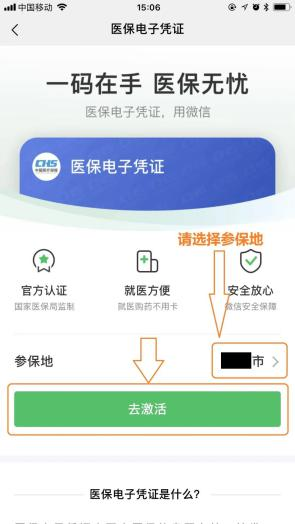 中国移动
15:06
医保电子凭证
一码在手 医保无忧
医保电子凭证，用微信
CHS
中国医疗保障
医保电子凭证
请选择参保地
官方认证
国家医保局监制
就医方便
就医购药不用卡
安全放心
微信安全保障
参保地
市
去激活
医保电子凭证是什么?